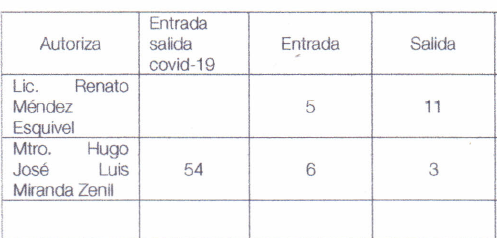 Autoriza
Entrada
salida
covid-19
Entrada
Salida
Lic. Renato
Méndez
Esquivel
5
11
Mtro. Hugo
José Luis
Miranda Zenil
54
6
3